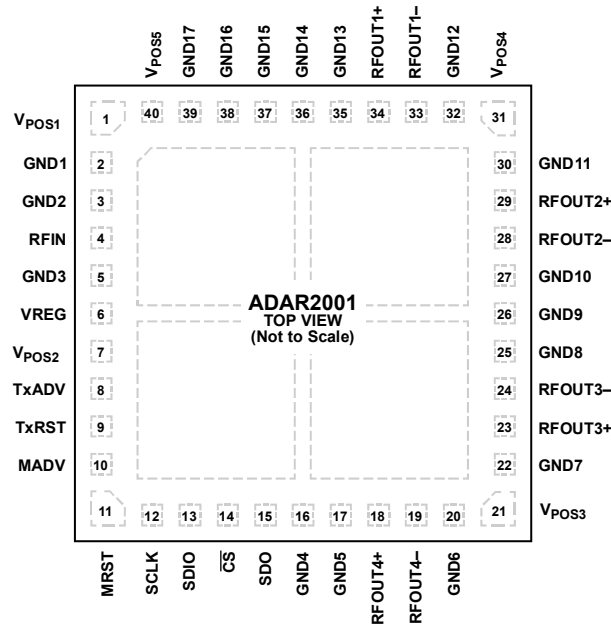 VPOS5
GND17
GND16
GND15
GND14
GND13
RFOUT1+
RFOUT1–
GND12
VPOS4
40
39
38
37
36
35
34
33
32
31
VPOS1
1
GND1
2
GND2
3
RFIN
4
GND3
5
VREG
6
VPOS2
7
TxADV
8
TxRST
9
MADV
10
11
30
GND11
29
RFOUT2+
28
RFOUT2–
27
GND10
26
GND9
25
GND8
24
RFOUT3–
23
RFOUT3+
22
GND7
21
VPOS3
ADAR2001
TOP VIEW
(Not to Scale)
12
13
14
15
16
17
18
19
20
MRST
SCLK
SDIO
CS
SDO
GND4
GND5
RFOUT4+
RFOUT4–
GND6